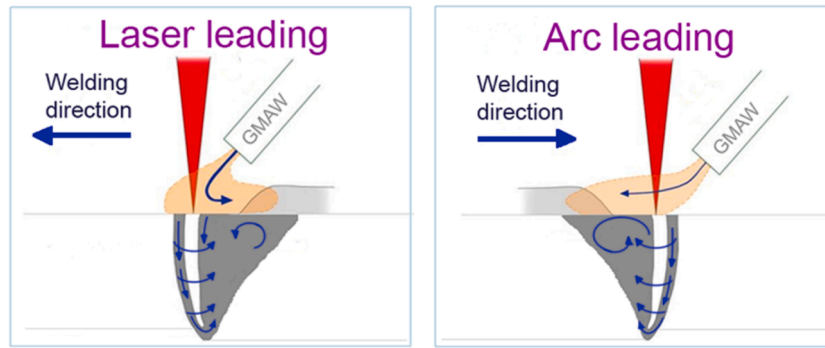 Laser leading
Welding
direction
GMAW
Arc leading
Welding
direction
GMAW